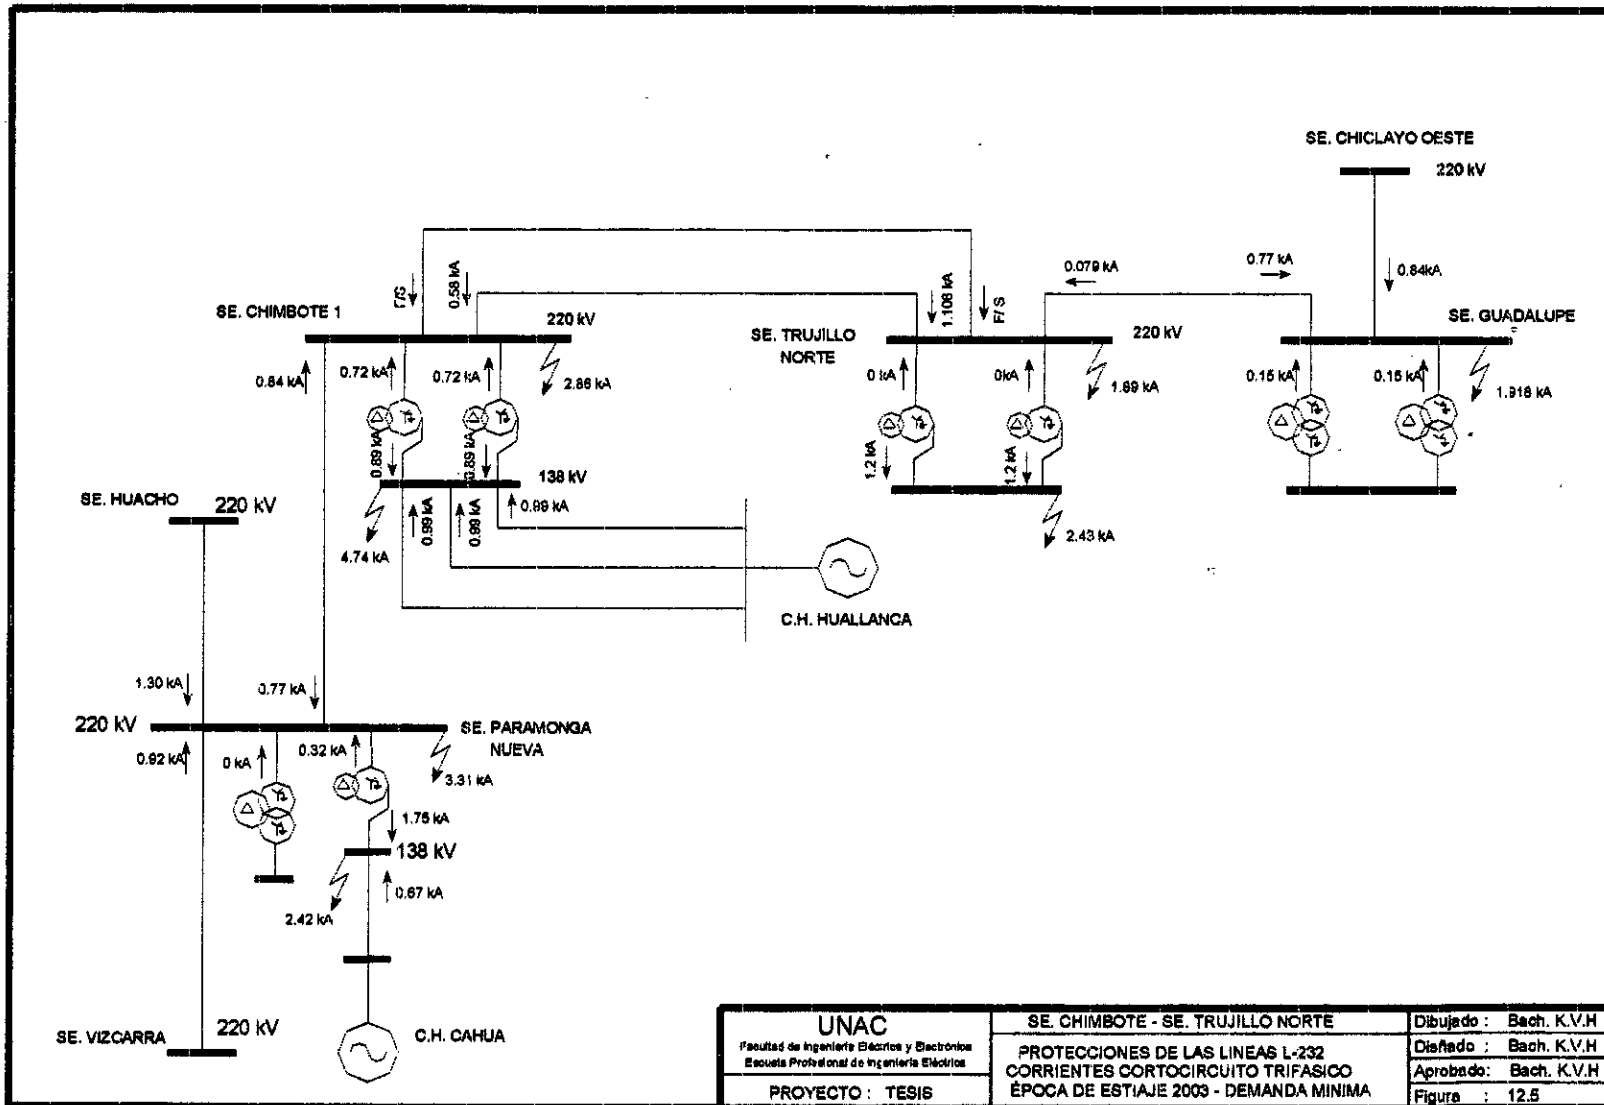 SE. CHICLAYO OESTE
220 kV
0.84kA
0.77 kA
0.079 kA
F/S
0.58 kA
1.108 kA
F/S
SE. CHIMBOTE 1
220 kV
SE. TRUJILLO
NORTE
220 kV
SE. GUADALUPE
0.84 kA
0.72 kA
0.72 kA
2.86 kA
0 kA
0kA
1.89 kA
0.15 kA
0.15 kA
1.918 kA
0.89 kA
0.89 kA
1.2 kA
1.2 kA
138 kV
SE. HUACHO
220 kV
0.99 kA
0.99 kA
0.99 kA
4.74 kA
2.43 kA
C.H. HUALLANCA
1.30 kA
0.77 kA
220 kV
SE. PARAMONGA
NUEVA
0.92 kA
0 kA
0.32 kA
3.31 kA
1.75 kA
138 kV
0.67 kA
2.42 kA
SE. VIZCARRA
220 kV
C.H. CAHUA
UNAC
Facultad de Ingeniería Eléctrica y Electrónica
Escuela Profesional de Ingeniería Eléctrica
PROYECTO : TESIS
SE. CHIMBOTE - SE. TRUJILLO NORTE
PROTECCIONES DE LAS LINEAS L-232
CORRIENTES CORTOCIRCUITO TRIFASICO
ÉPOCA DE ESTIAJE 2003 - DEMANDA MINIMA
Dibujado : Bach. K.V.H
Diseñado : Bach. K.V.H
Aprobado: Bach. K.V.H
Figura : 12.5